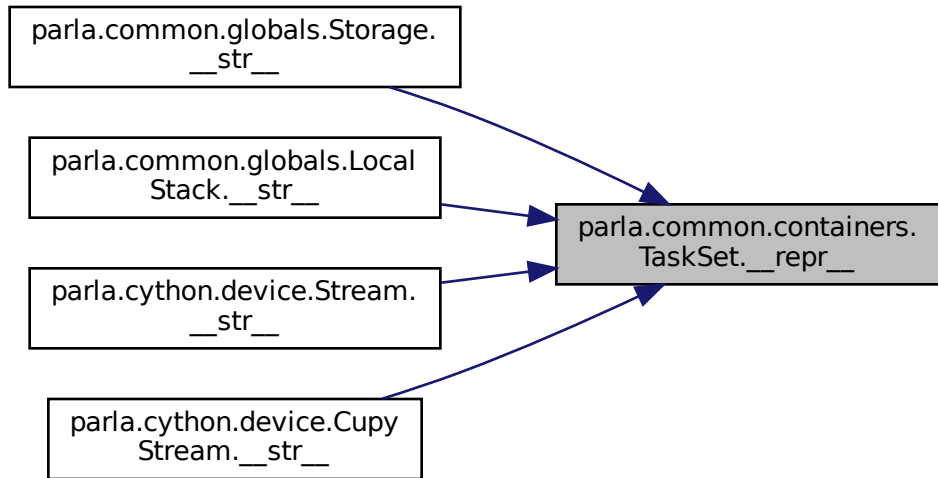 parla.common.globals.Storage.
__str__
parla.common.globals.Local
Stack.__str__
parla.common.containers.
TaskSet.__repr__
parla.cython.device.Stream.
__str__
parla.cython.device.Cupy
Stream.__str__